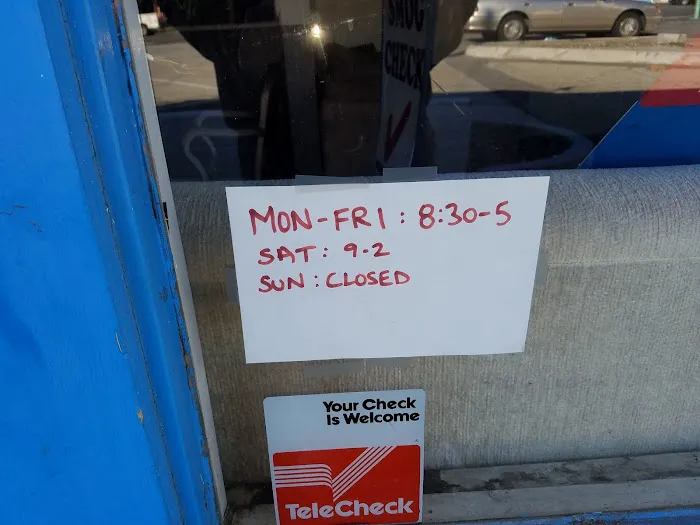 SMOG
CHECK
MON-FRI: 8:30-5
SAT: 9-2
SUN: CLOSED
Your Check
Is Welcome
TeleCheck